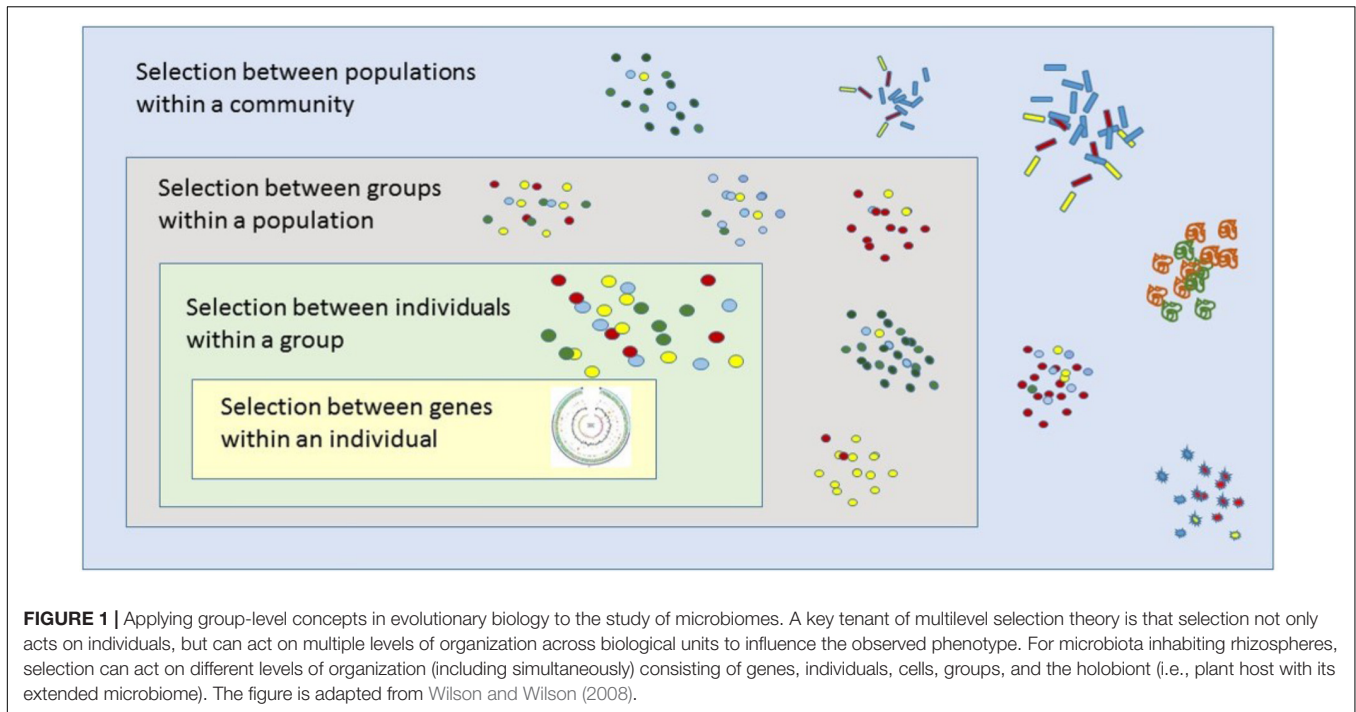 Selection between populations
within a community
Selection between groups
within a population
Selection between individuals
within a group
Selection between genes
within an individual
FIGURE 1 | Applying group-level concepts in evolutionary biology to the study of microbiomes. A key tenant of multilevel selection theory is that selection not only
acts on individuals, but can act on multiple levels of organization across biological units to influence the observed phenotype. For microbiota inhabiting rhizospheres,
selection can act on different levels of organization (including simultaneously) consisting of genes, individuals, cells, groups, and the holobiont (i.e., plant host with its
extended microbiome). The figure is adapted from Wilson and Wilson (2008).